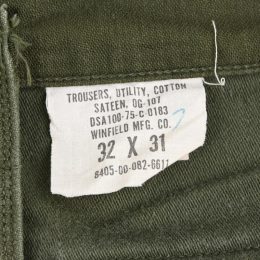 TROUSERS, UTILITY, COTTON
SATEEN, OG-107
DSA100-75-C-0183
WINFIELD MFG. CO.
32 X 31
8405-00-082-6611